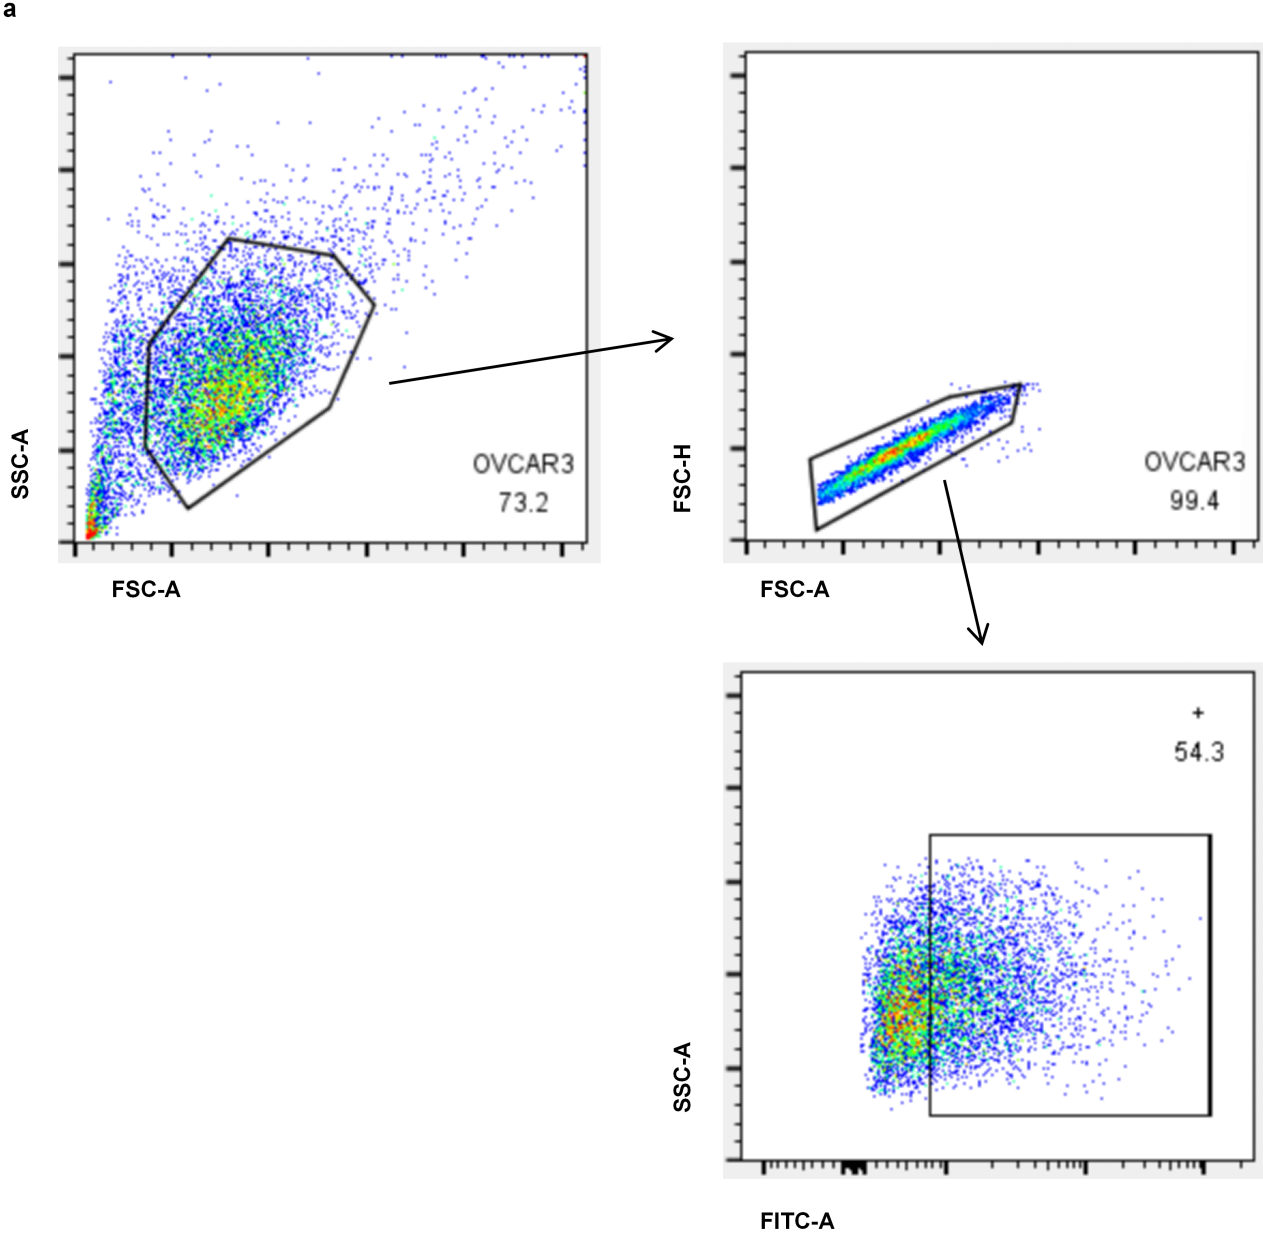 a
SSC-A
OVCAR3
73.2
FSC-A
FSC-H
OVCAR3
99.4
FSC-A
+
54.3
SSC-A
FITC-A